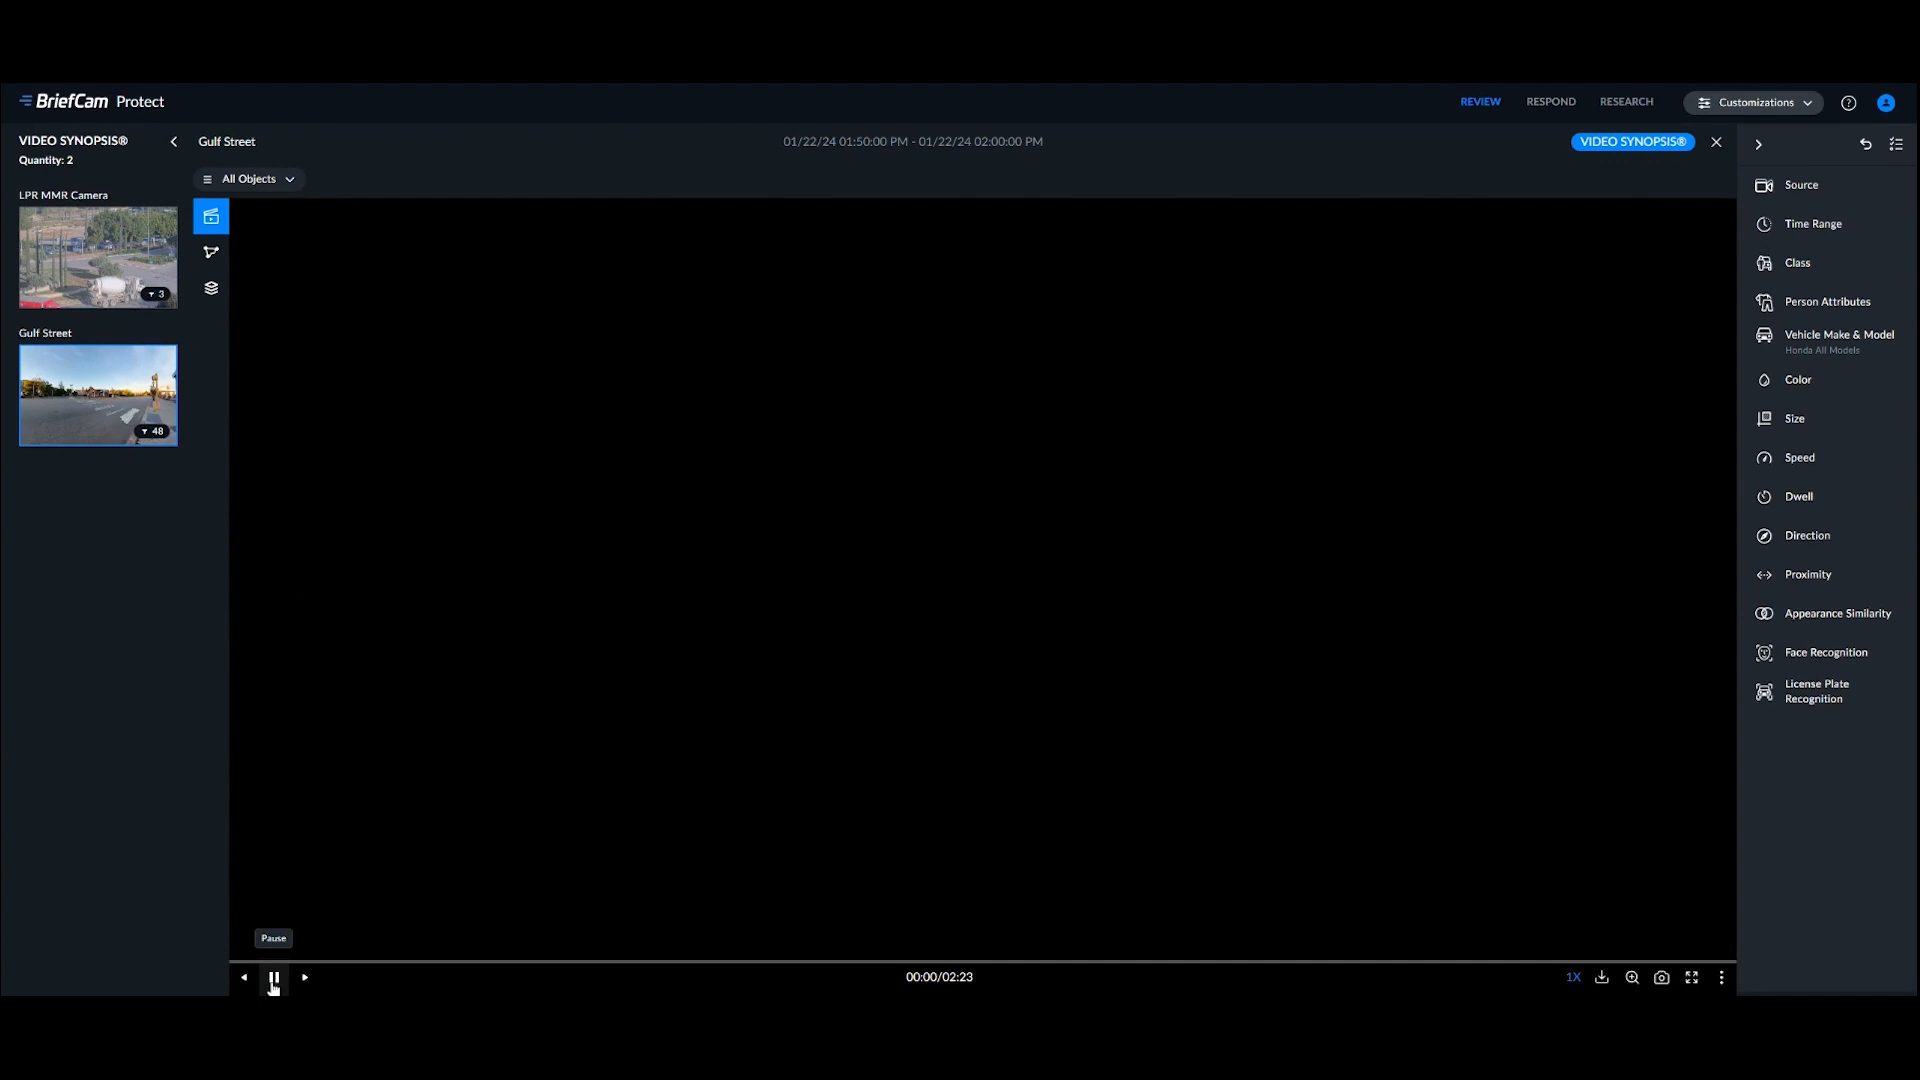 BriefCam Protect
REVIEW
RESPOND
RESEARCH
Customizations
VIDEO SYNOPSIS®
Quantity: 2
Gulf Street
01/22/24 01:50:00 PM - 01/22/24 02:00:00 PM
VIDEO SYNOPSIS®
All Objects
LPR MMR Camera
3
Gulf Street
48
Source
Time Range
Class
Person Attributes
Vehicle Make & Model
Honda All Models
Color
Size
Speed
Dwell
Direction
Proximity
Appearance Similarity
Face Recognition
License Plate
Recognition
Pause
00:00/02:23
1X